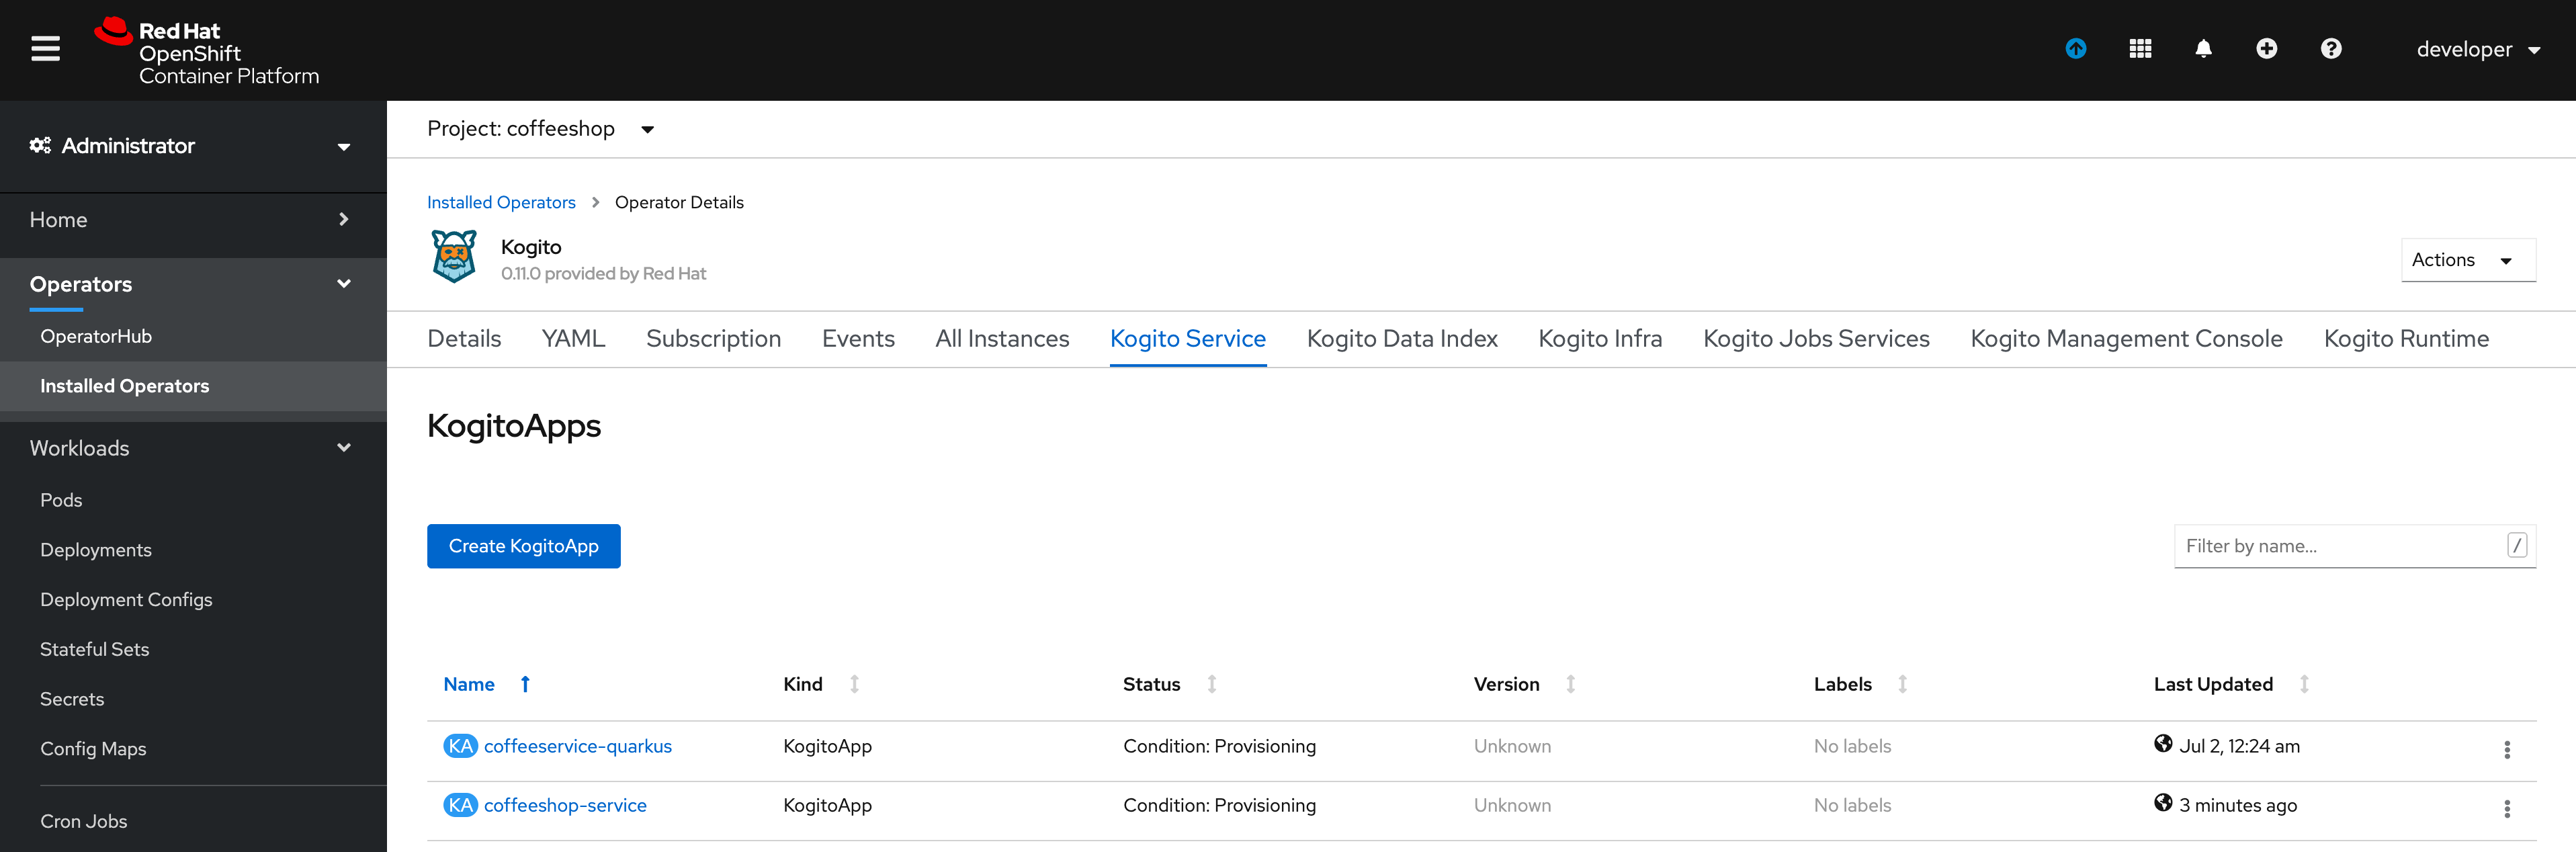 Red Hat
OpenShift
Container Platform
developer
Administrator
Home
Operators
OperatorHub
Installed Operators
Workloads
Pods
Deployments
Deployment Configs
Stateful Sets
Secrets
Config Maps
Cron Jobs
Project: coffeeshop
Installed Operators > Operator Details
Kogito
0.11.0 provided by Red Hat
Actions
Details YAML Subscription Events All Instances Kogito Service Kogito Data Index Kogito Infra Kogito Jobs Services Kogito Management Console Kogito Runtime
KogitoApps
Create KogitoApp
Filter by name... /
Name Kind Status Version Labels Last Updated
KA coffeeservice-quarkus KogitoApp Condition: Provisioning Unknown No labels Jul 2, 12:24 am
KA coffeeshop-service KogitoApp Condition: Provisioning Unknown No labels 3 minutes ago